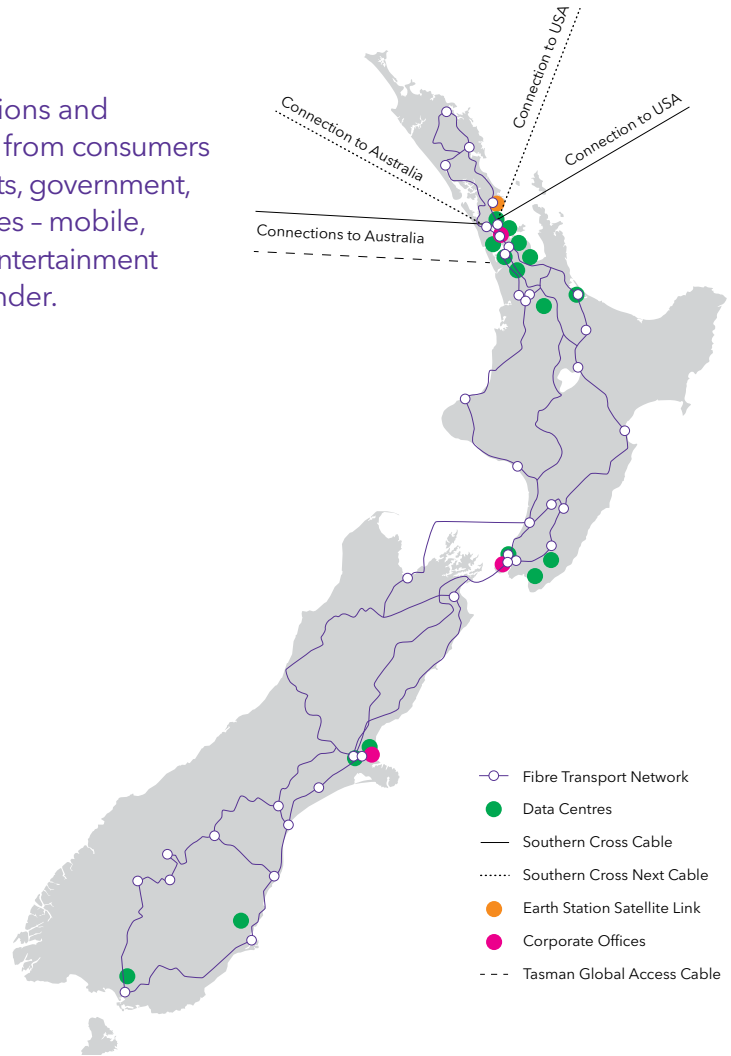 ions and
from consumers
ts, government,
es – mobile,
ntertainment
nder.
Connection to USA
Connection to USA
Connection to Australia
Connections to Australia
Fibre Transport Network
Data Centres
Southern Cross Cable
Southern Cross Next Cable
Earth Station Satellite Link
Corporate Offices
Tasman Global Access Cable